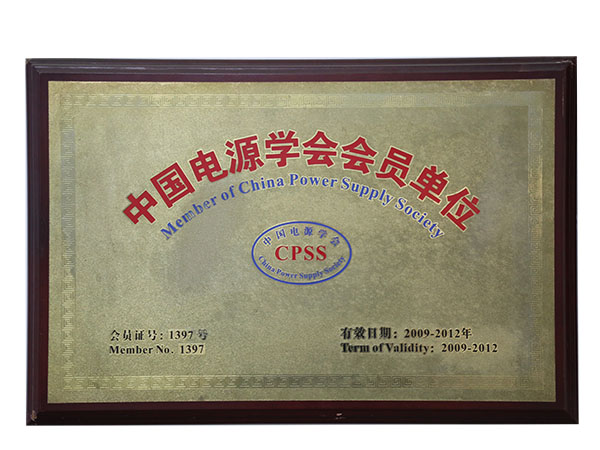 中国电源学会会员单位
Member of China Power Supply Society
中国电源学会
CPSS
China Power Supply Society
会员证号：1397号
Member No. 1397
有效日期：2009-2012年
Term of Validity：2009-2012